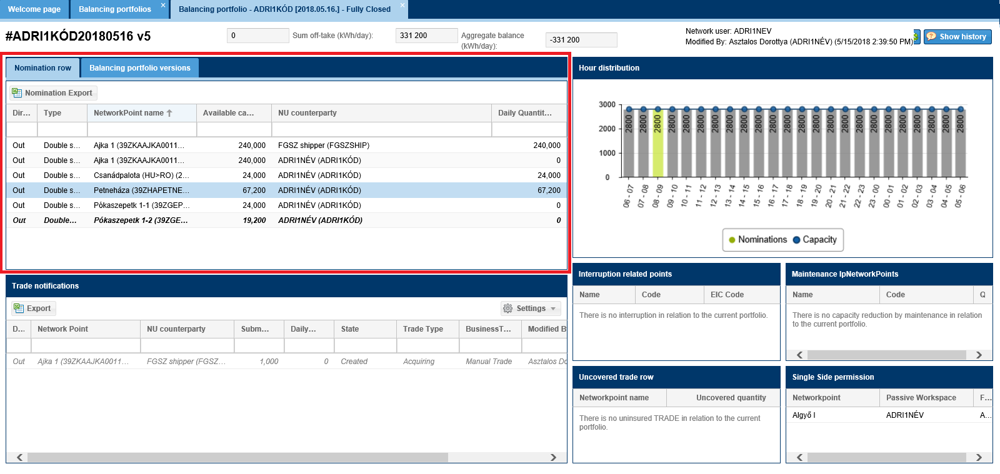 Welcome page
Balancing portfolios
Balancing portfolio - ADRI1KÓD [2018.05.16.] - Fully Closed
#ADRI1KÓD20180516 v5
0
Sum off-take (kWh/day):
331 200
Aggregate balance
(kWh/day):
-331 200
Network user: ADRI1NEV
Modified By: Asztalos Dorottya (ADRI1NÉV) (5/15/2018 2:39:50 PM)
Show history
Nomination row
Balancing portfolio versions
Nomination Export
Dir... Type NetworkPoint name Available ca... NU counterparty Daily Quantit...
Out Double s... Ajka 1 (39ZKAAJKA0011... 240,000 FGSZ shipper (FGSZSHIP) 240,000
Out Double s... Ajka 1 (39ZKAAJKA0011... 240,000 ADRI1NÉV (ADRI1KÓD) 0
Out Double s... Csanádpalota (HU>RO) (2... 24,000 ADRI1NÉV (ADRI1KÓD) 24,000
Out Double s... Petneháza (39ZHAPETNE... 67,200 ADRI1NÉV (ADRI1KÓD) 67,200
Out Double s... Pókaszepetk 1-1 (39ZGEP... 24,000 ADRI1NÉV (ADRI1KÓD) 0
Out Double... Pókaszepetk 1-2 (39ZGE... 19,200 ADRI1NÉV (ADRI1KÓD) 0
Hour distribution
3000
2000
1000
0
2800 2800 2800 2800 2800 2800 2800 2800 2800 2800 2800 2800 2800 2800 2800 2800 2800 2800 2800 2800 2800 2800 2800 2800
06 - 07 07 - 08 08 - 09 09 - 10 10 - 11 11 - 12 12 - 13 13 - 14 14 - 15 15 - 16 16 - 17 17 - 18 18 - 19 19 - 20 20 - 21 21 - 22 22 - 23 23 - 00 00 - 01 01 - 02 02 - 03 03 - 04 04 - 05 05 - 06
Nominations Capacity
Trade notifications
Export
Settings
D... Network Point NU counterparty Subm... Daily... State Trade Type BusinessT... Modified By
Out Ajka 1 (39ZKAAJKA0011... FGSZ shipper (FGSZ... 1,000 0 Created Acquiring Manual Trade Asztalos Do
Interruption related points
Name Code EIC Code
There is no interruption in relation to the current portfolio.
Maintenance IpNetworkPoints
Name Code Q
There is no capacity reduction by maintenance in relation
to the current portfolio.
Uncovered trade row
Networkpoint name Uncovered quantity
There is no uninsured TRADE in relation to the current
portfolio.
Single Side permission
Networkpoint Passive Workspace F...
Algyő I ADRI1NÉV A...